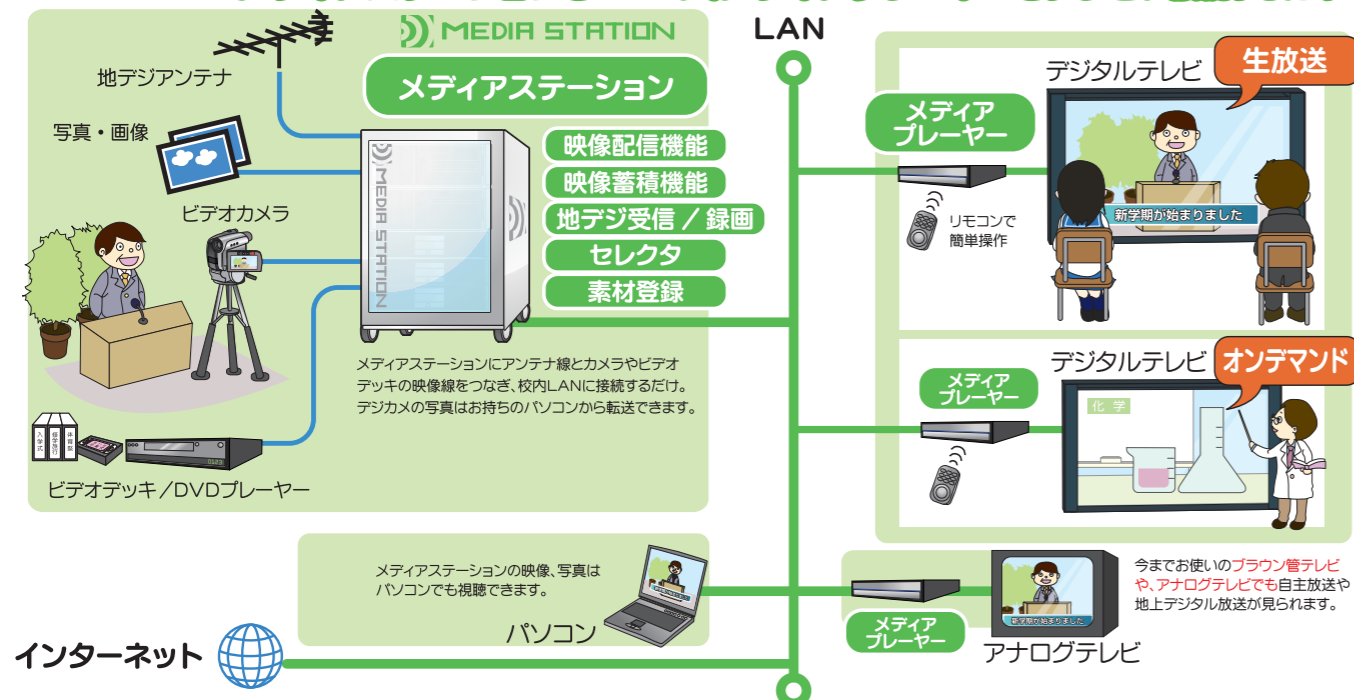 MEDIA STATION
メディアステーション
地デジアンテナ
写真・画像
ビデオカメラ
MEDIA STATION
映像配信機能
映像蓄積機能
地デジ受信 / 録画
セレクタ
素材登録
メディアステーションにアンテナ線とカメラやビデオ
デッキの映像線をつなぎ、校内LANに接続するだけ。
デジカメの写真はお持ちのパソコンから転送できます。
入学式
修学旅行
体育祭
0123
ビデオデッキ/DVDプレーヤー
LAN
デジタルテレビ
生放送
メディア
プレーヤー
リモコンで
簡単操作
新学期が始まりました
デジタルテレビ
オンデマンド
メディア
プレーヤー
化 学
メディアステーションの映像、写真は
パソコンでも視聴できます。
パソコン
メディア
プレーヤー
新学期が始まりました
アナログテレビ
今までお使いのブラウン管テレビ
や、アナログテレビでも自主放送や
地上デジタル放送が見られます。
インターネット